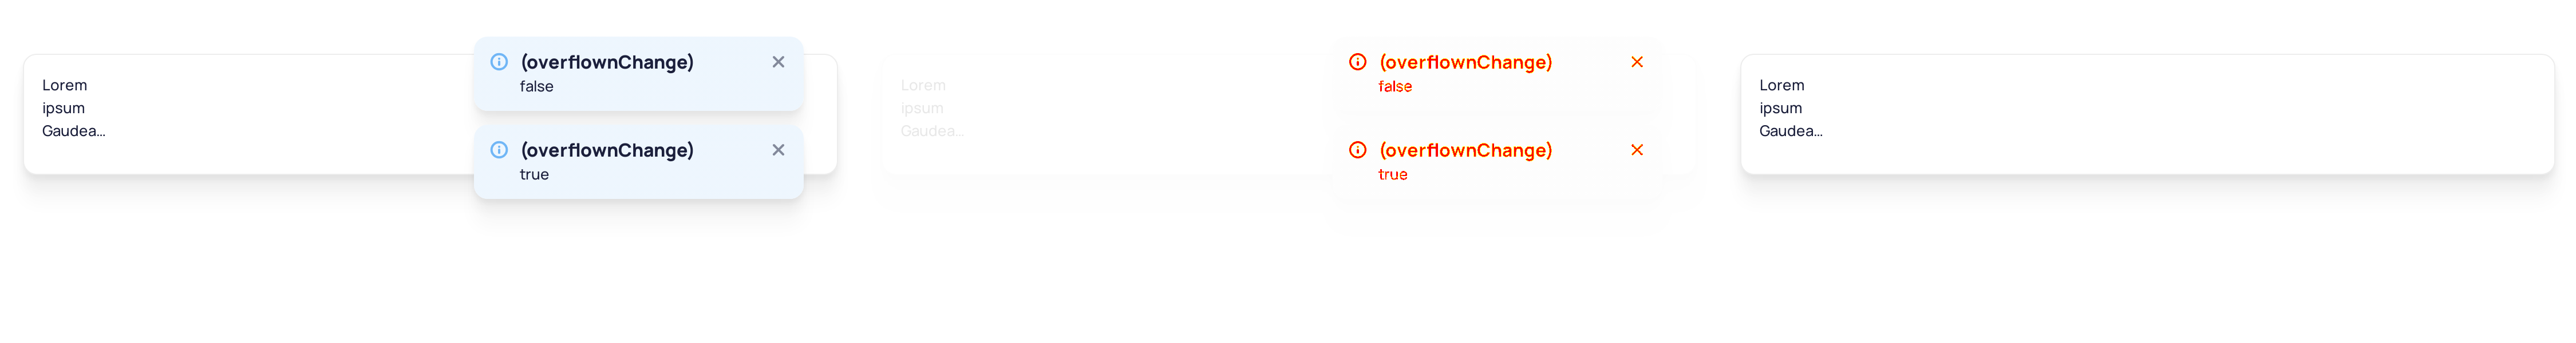 Lorem
ipsum
Gaudea…
(overflownChange)
false
(overflownChange)
true
Lorem
ipsum
Gaudea…
(overflownChange)
false
(overflownChange)
true
Lorem
ipsum
Gaudea…